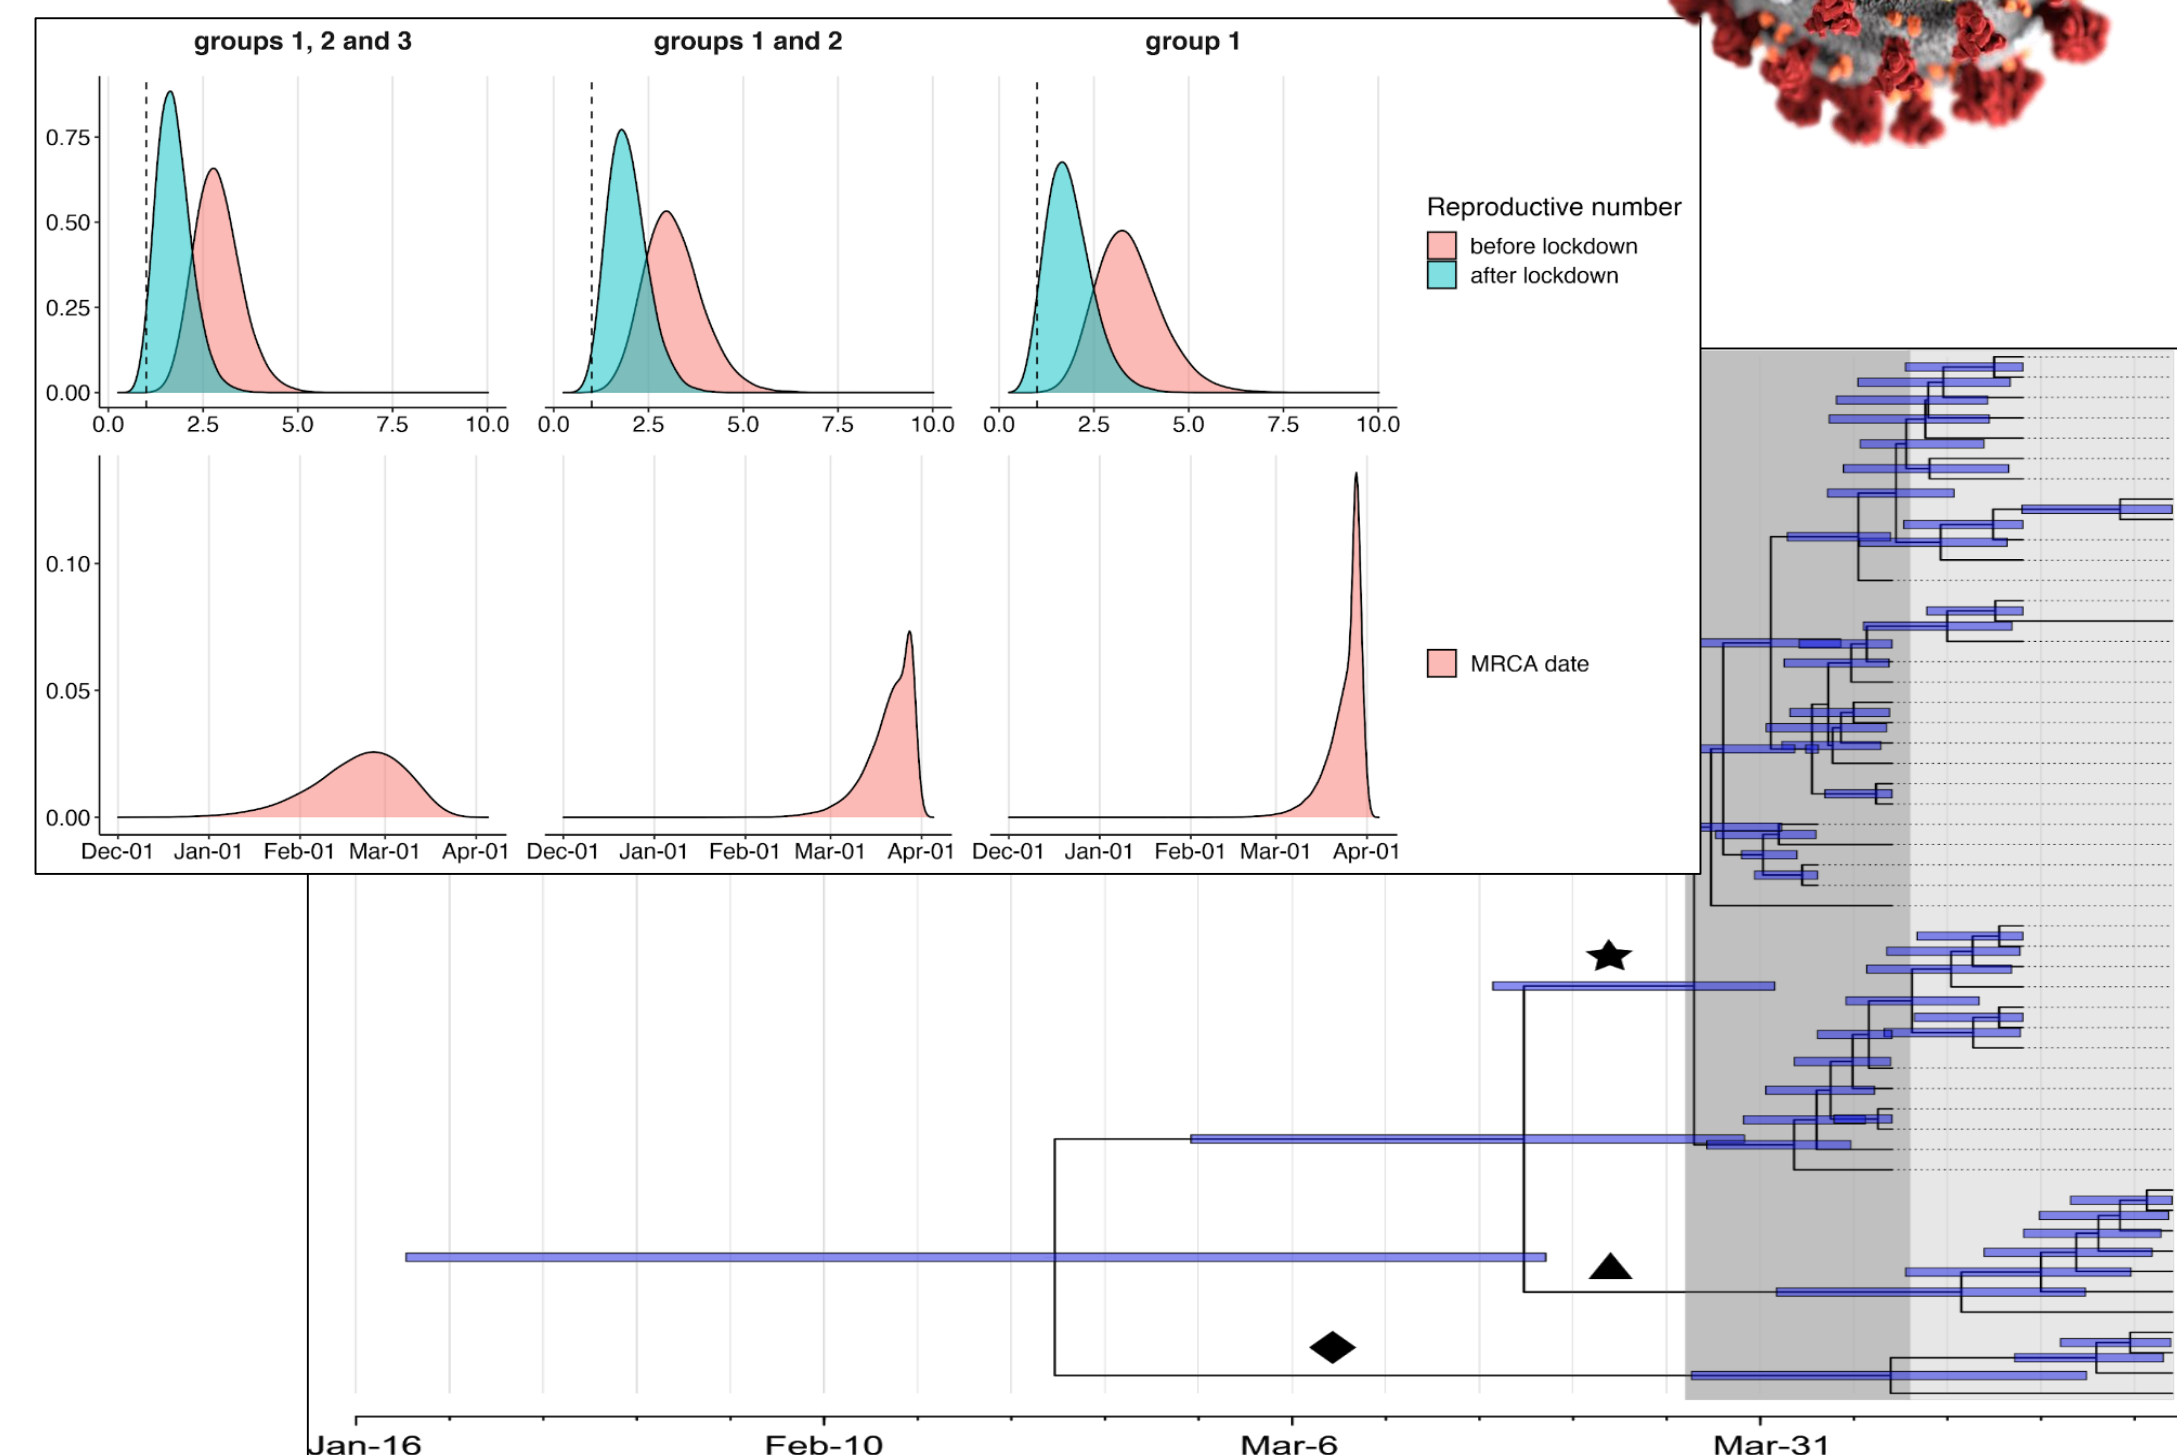 groups 1, 2 and 3 groups 1 and 2 group 1
0.75
0.50
0.25
0.00
0.0 2.5 5.0 7.5 10.0 0.0 2.5 5.0 7.5 10.0 0.0 2.5 5.0 7.5 10.0
Reproductive number
before lockdown
after lockdown
0.10
0.05
0.00
Dec-01 Jan-01 Feb-01 Mar-01 Apr-01 Dec-01 Jan-01 Feb-01 Mar-01 Apr-01 Dec-01 Jan-01 Feb-01 Mar-01 Apr-01
MRCA date
Jan-16 Feb-10 Mar-6 Mar-31